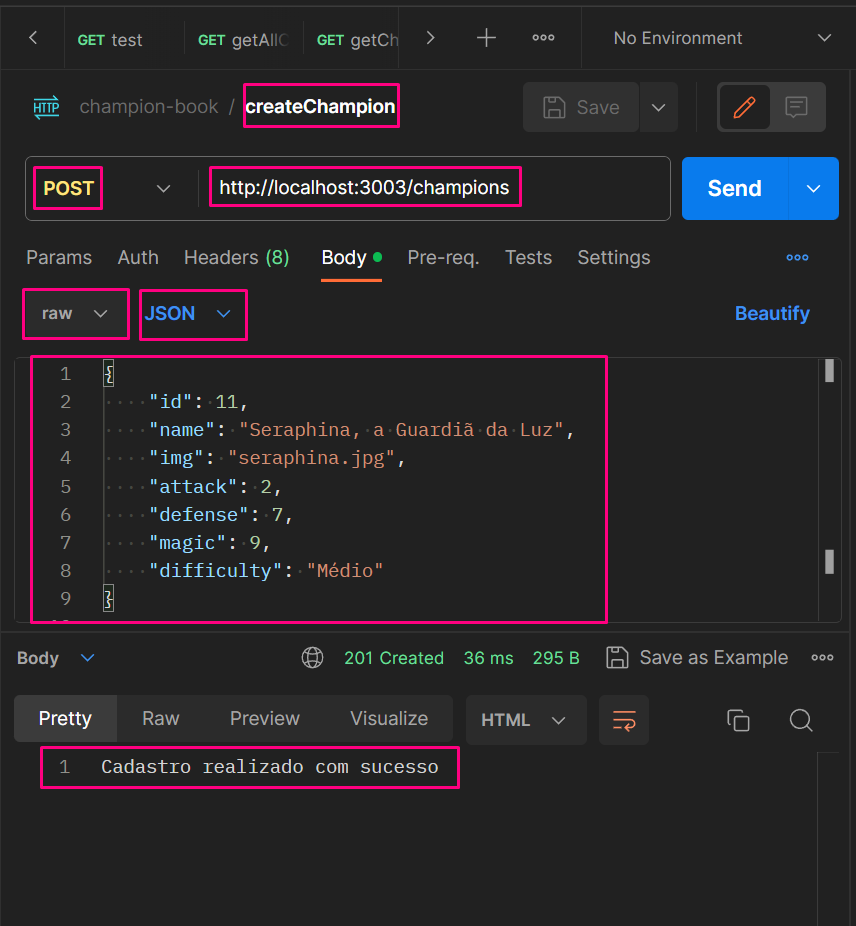 GET test GET getAllC GET getCh No Environment
HTTP champion-book / createChampion Save
POST http://localhost:3003/champions Send
Params Auth Headers (8) Body Pre-req. Tests Settings
raw JSON Beautify
1 {
2 "id": 11,
3 "name": "Seraphina, a Guardiã da Luz",
4 "img": "seraphina.jpg",
5 "attack": 2,
6 "defense": 7,
7 "magic": 9,
8 "difficulty": "Médio"
9 }
Body 201 Created 36 ms 295 B Save as Example
Pretty Raw Preview Visualize HTML
1 Cadastro realizado com sucesso